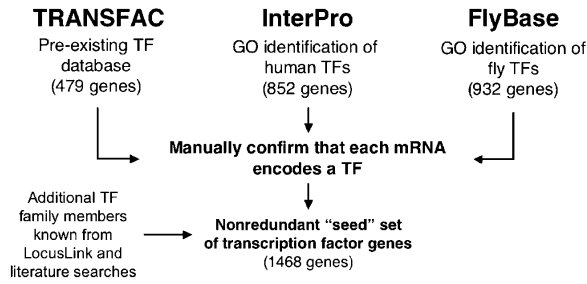 TRANSFAC
Pre-existing TF
database
(479 genes)
InterPro
GO identification of
human TFs
(852 genes)
FlyBase
GO identification of
fly TFs
(932 genes)
Manually confirm that each mRNA
encodes a TF
Additional TF
family members
known from
LocusLink and
literature searches
Nonredundant “seed” set
of transcription factor genes
(1468 genes)